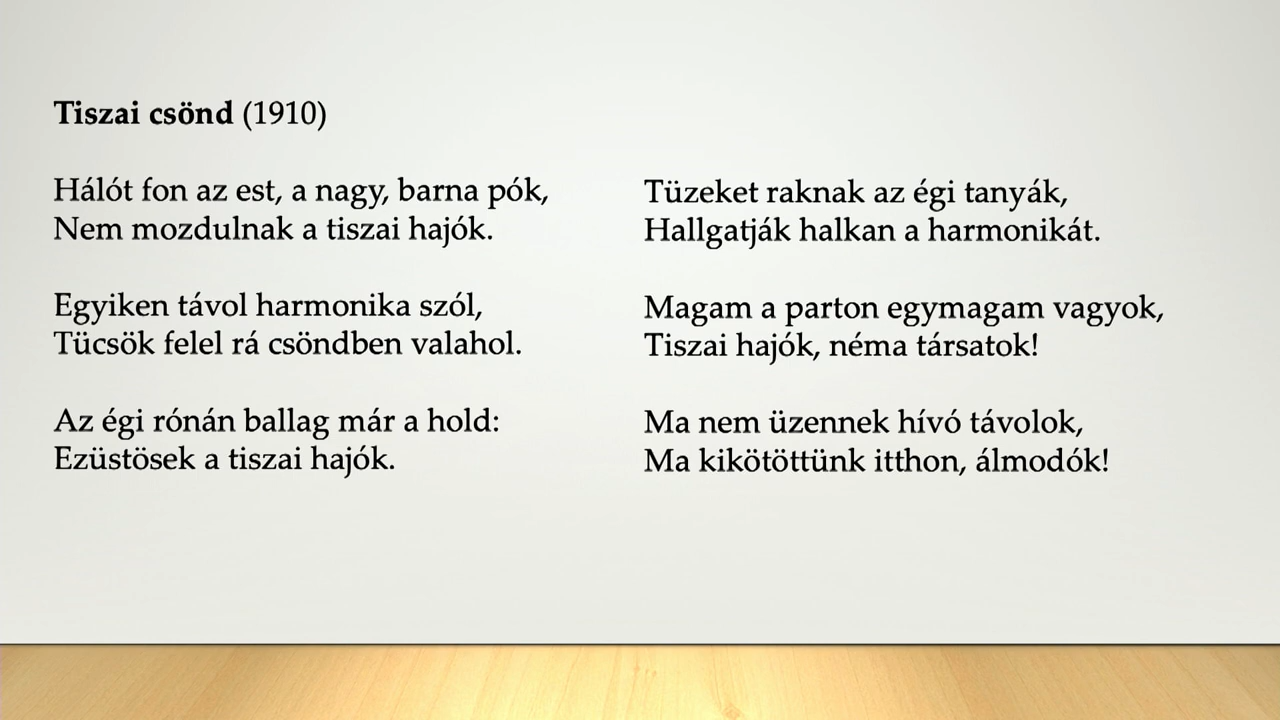 Tiszai csönd (1910)
Hálót fon az est, a nagy, barna pók,
Nem mozdulnak a tiszai hajók.
Egyiken távol harmonika szól,
Tücsök felel rá csöndben valahol.
Az égi rónán ballag már a hold:
Ezüstösek a tiszai hajók.
Tüzeket raknak az égi tanyák,
Hallgatják halkan a harmonikát.
Magam a parton egymagam vagyok,
Tiszai hajók, néma társatok!
Ma nem üzennek hívó távolok,
Ma kikötöttünk itthon, álmodók!